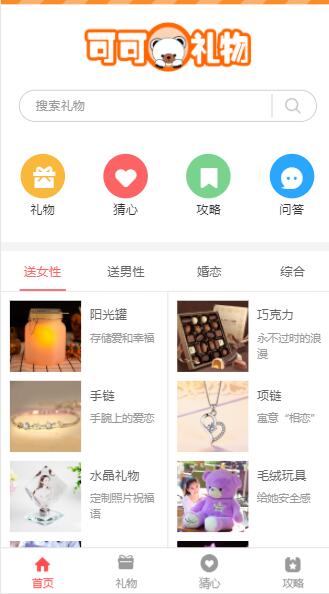 可可礼物
搜索礼物
礼物
猜心
攻略
问答
送女性
送男性
婚恋
综合
阳光罐
存储爱和幸福
巧克力
永不过时的浪
漫
手链
手腕上的爱恋
项链
寓意“相恋”
水晶礼物
定制照片祝福
语
毛绒玩具
给她安全感
首页
礼物
猜心
攻略